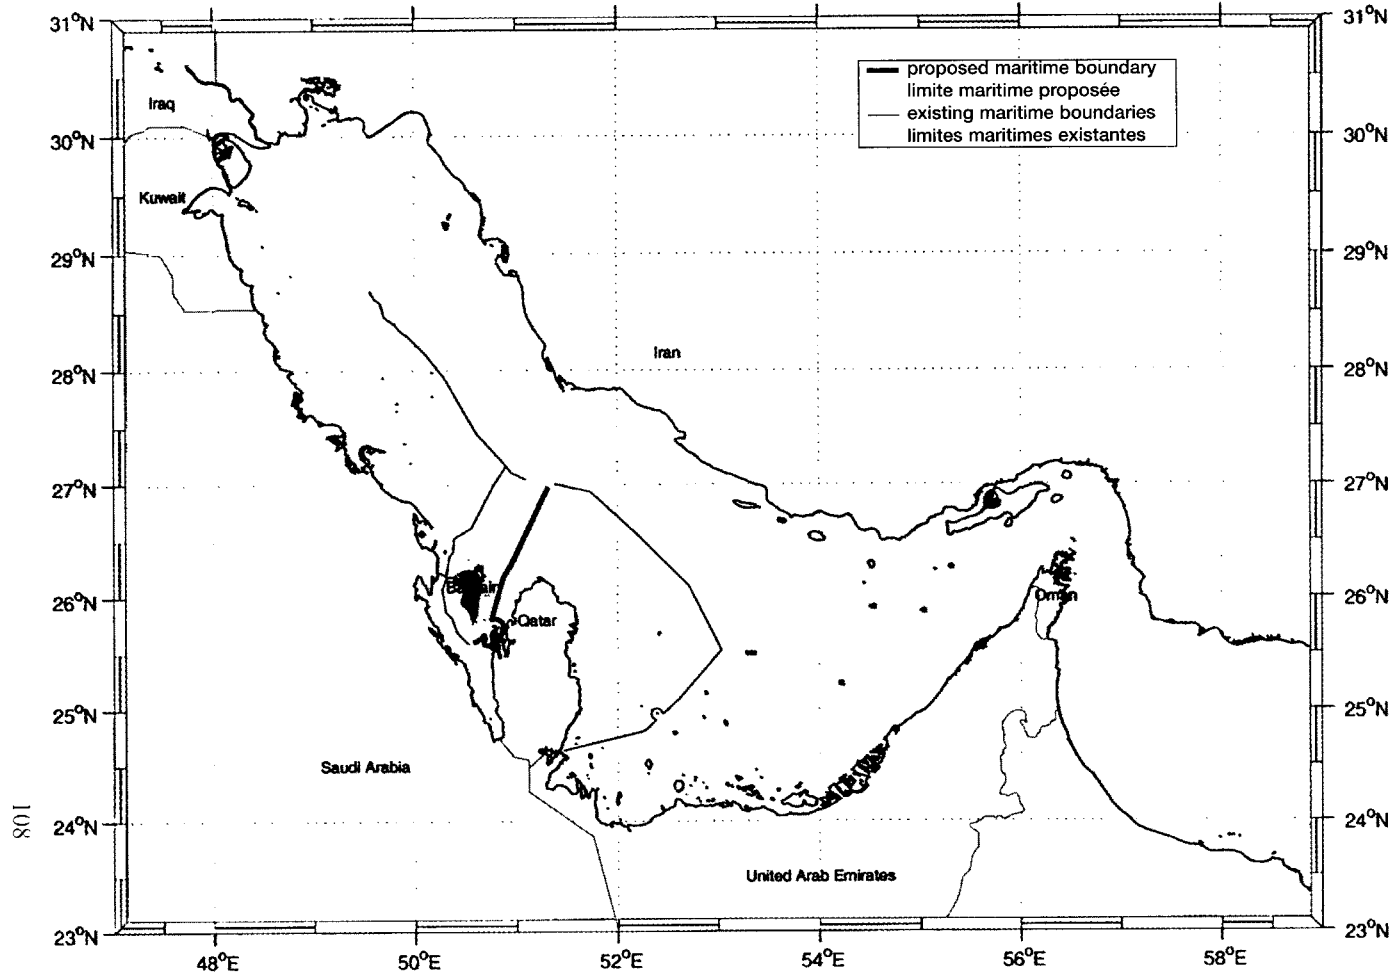 31°N
31°N
proposed maritime boundary
limite maritime proposée
existing maritime boundaries
limites maritimes existantes
Iraq
30°N
30°N
Kuwait
29°N
29°N
Iran
28°N
28°N
27°N
27°N
Bahrain
26°N
26°N
Oman
Qatar
25°N
25°N
Saudi Arabia
108
24°N
24°N
United Arab Emirates
23°N
23°N
48°E
50°E
52°E
54°E
56°E
58°E